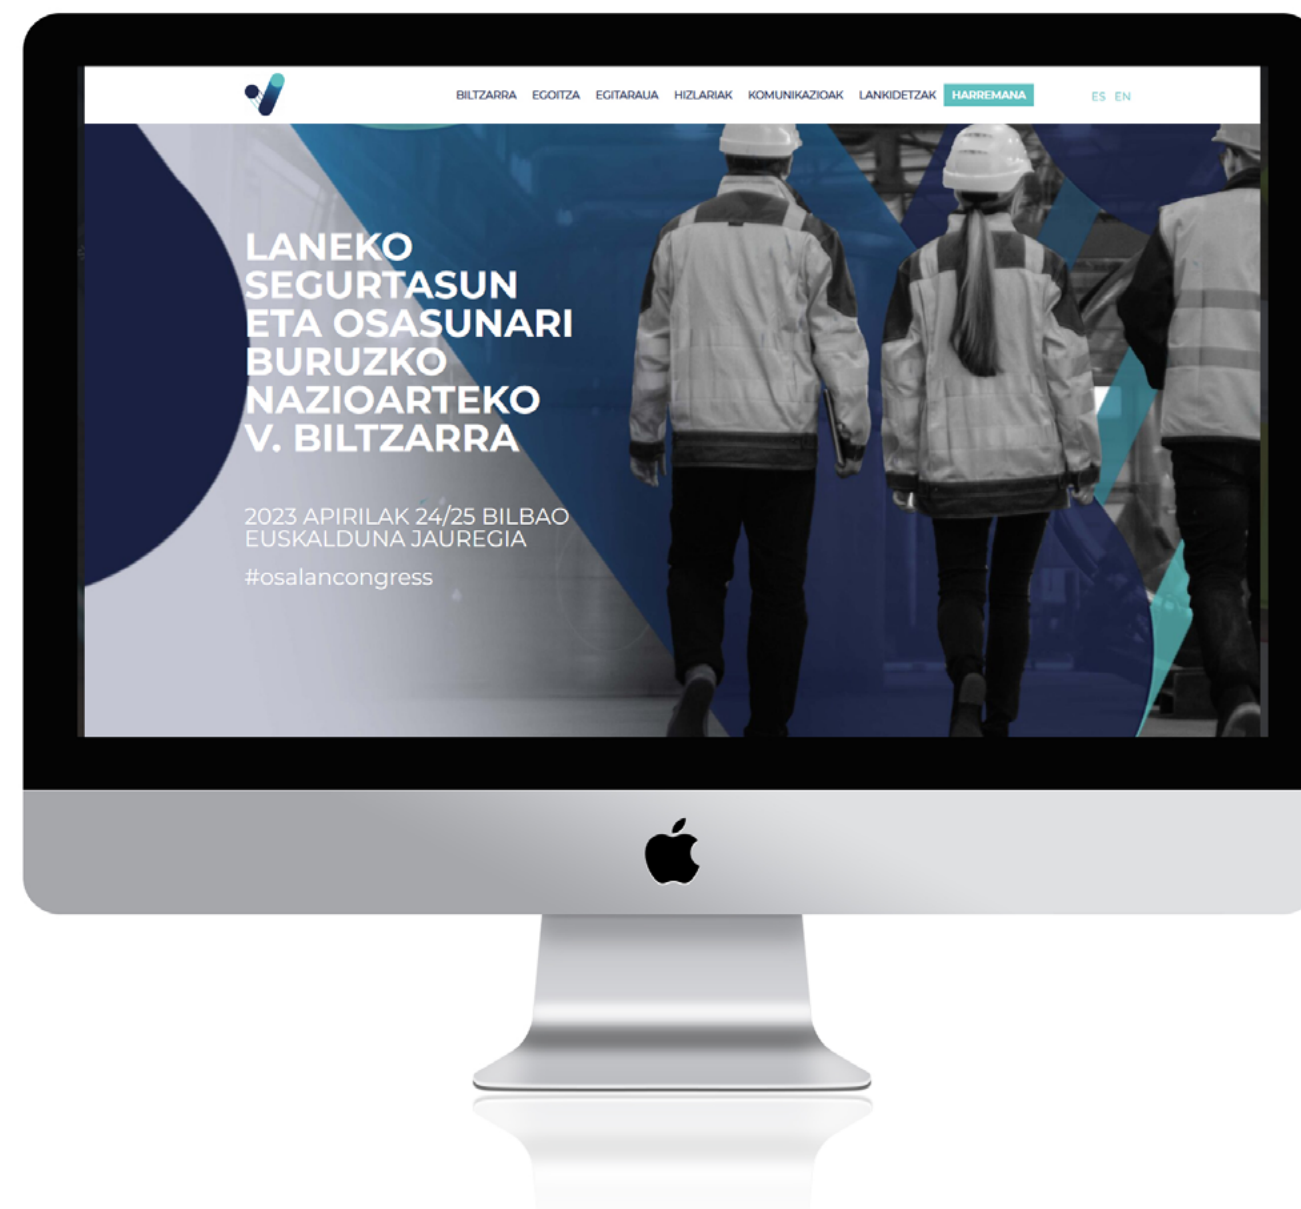 BILTZARRA EGOITZA EGITARAUA HIZLARIAK KOMUNIKAZIOAK LANKIDETZAK HARREMANA ES EN
LANEKO
SEGURTASUN
ETA OSASUNARI
BURUZKO
NAZIOARTEKO
V. BILTZARRA
2023 APIRILAK 24/25 BILBAO
EUSKALDUNA JAUREGIA
#osalancongress